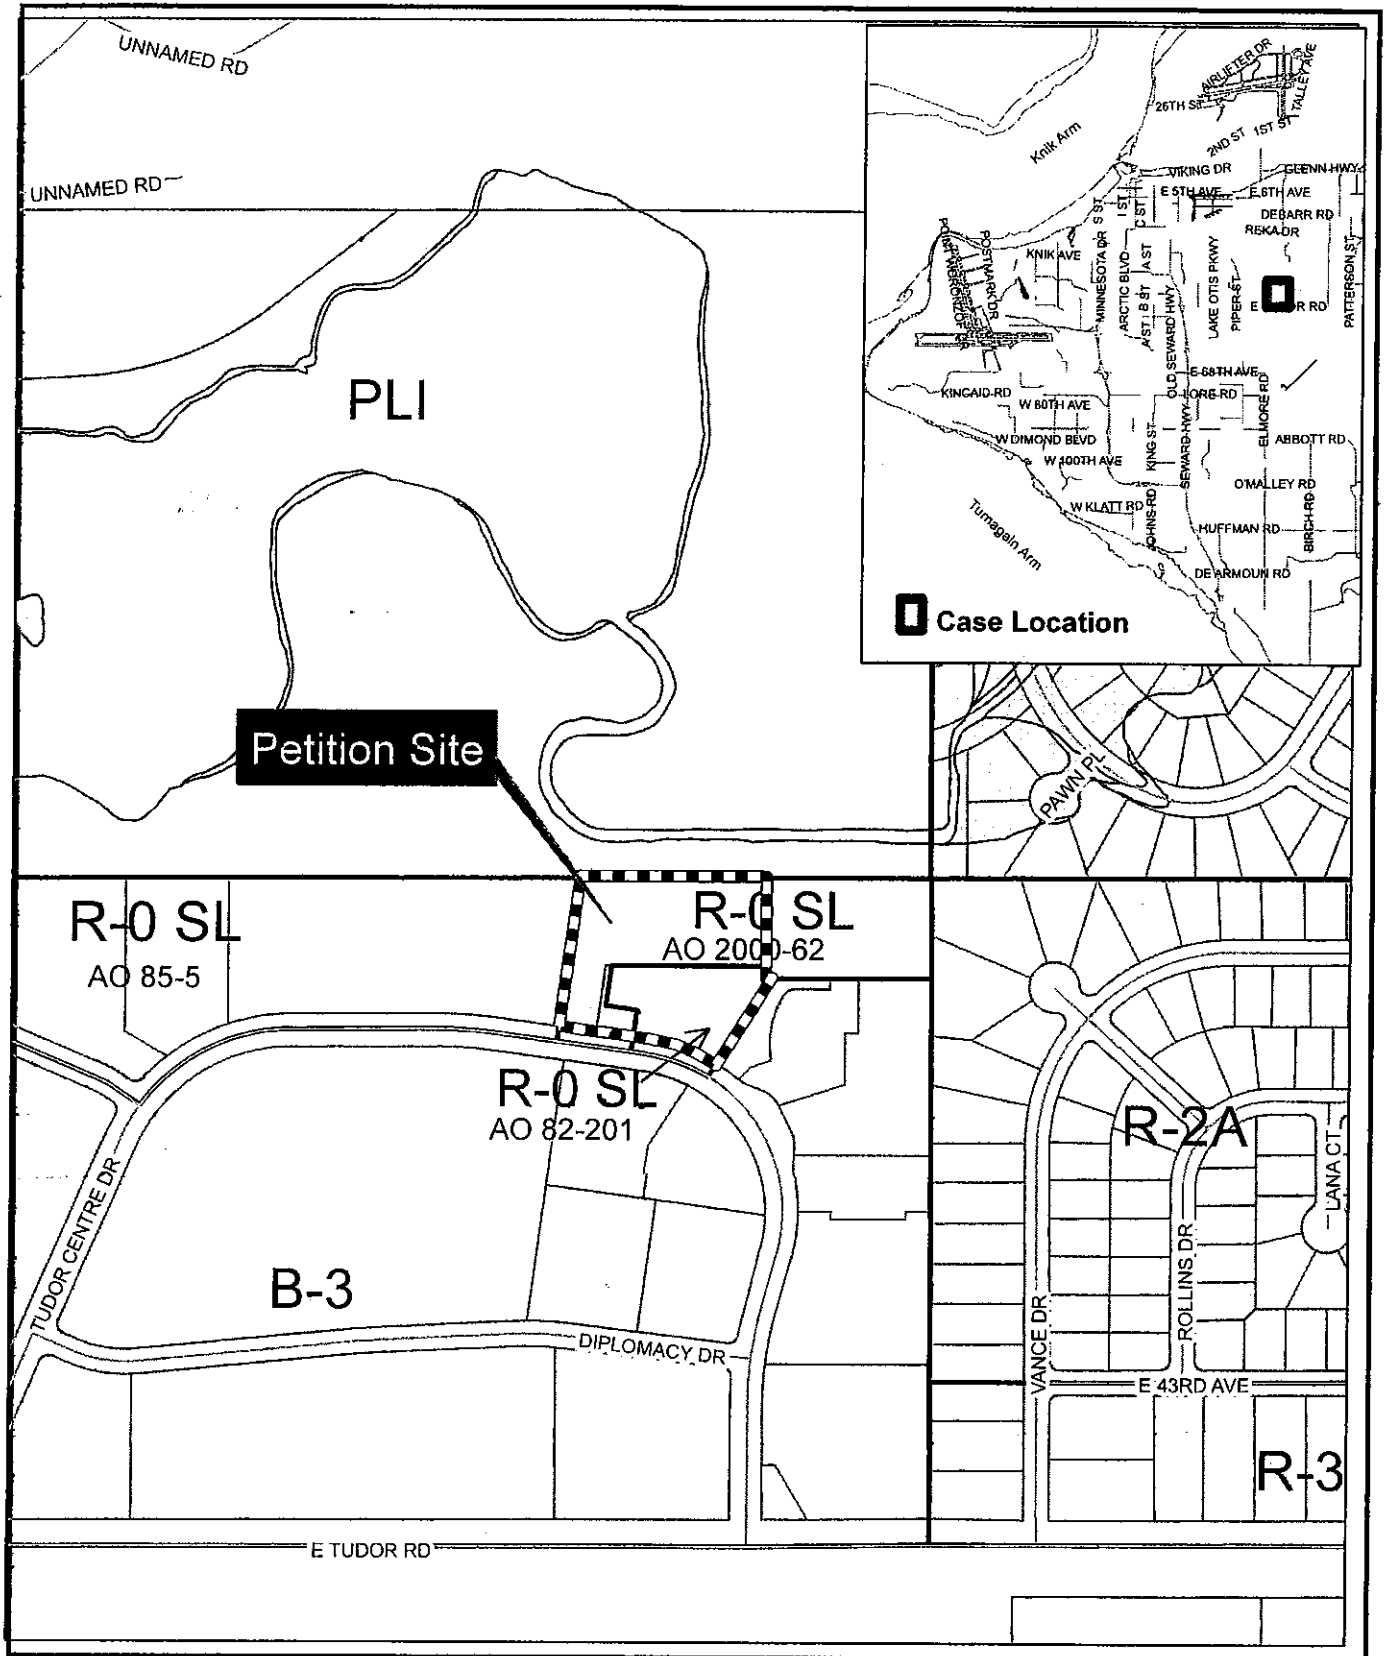 UNNAMED RD
UNNAMED RD
PLI
Petition Site
R-0 SL
AO 85-5
R-0 SL
AO 2000-62
R-0 SL
AO 82-201
B-3
TUDOR CENTRE DR
DIPLOMACY DR
E TUDOR RD
PAWN PL
R-2A
LANA CT
ROLLINS DR
VANCE DR
E 43RD AVE
R-3
AIRLIFTER DR
TALLEY AVE
26TH ST
2ND ST
1ST ST
Knik Arm
VIKING DR
GLENN HWY
E 5TH AVE
E 6TH AVE
DEBARR RD
REKA DR
S ST
I ST
C ST
POSTMARK DR
KNIK AVE
MINNESOTA DR
ARCTIC BLVD
A ST
B ST
A ST
OLD SEWARD HWY
LAKE OTIS PKWY
PIPER ST
PATTERSON ST
E 68TH AVE
LORE RD
KINCAID RD
W 80TH AVE
ELMORE RD
W DIMOND BLVD
KING ST
SEWARD HWY
ABBOTT RD
W 100TH AVE
O'MALLEY RD
W KLATT RD
JOHNS RD
HUFFMAN RD
BIRCH RD
DE ARMOUN RD
Turnagain Arm
Case Location